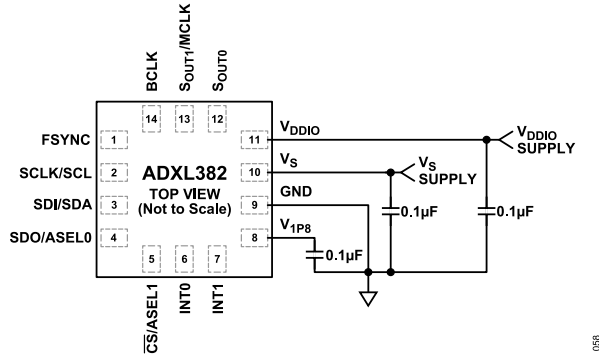 BCLK
SOUT1/MCLK
SOUT0
14
13
12
FSYNC
1
SCLK/SCL
2
SDI/SDA
3
SDO/ASEL0
4
ADXL382
TOP VIEW
(Not to Scale)
11
VDDIO
10
VS
9
GND
8
V1P8
5
6
7
CS/ASEL1
INT0
INT1
VDDIO
SUPPLY
VS
SUPPLY
0.1µF
0.1µF
0.1µF
058